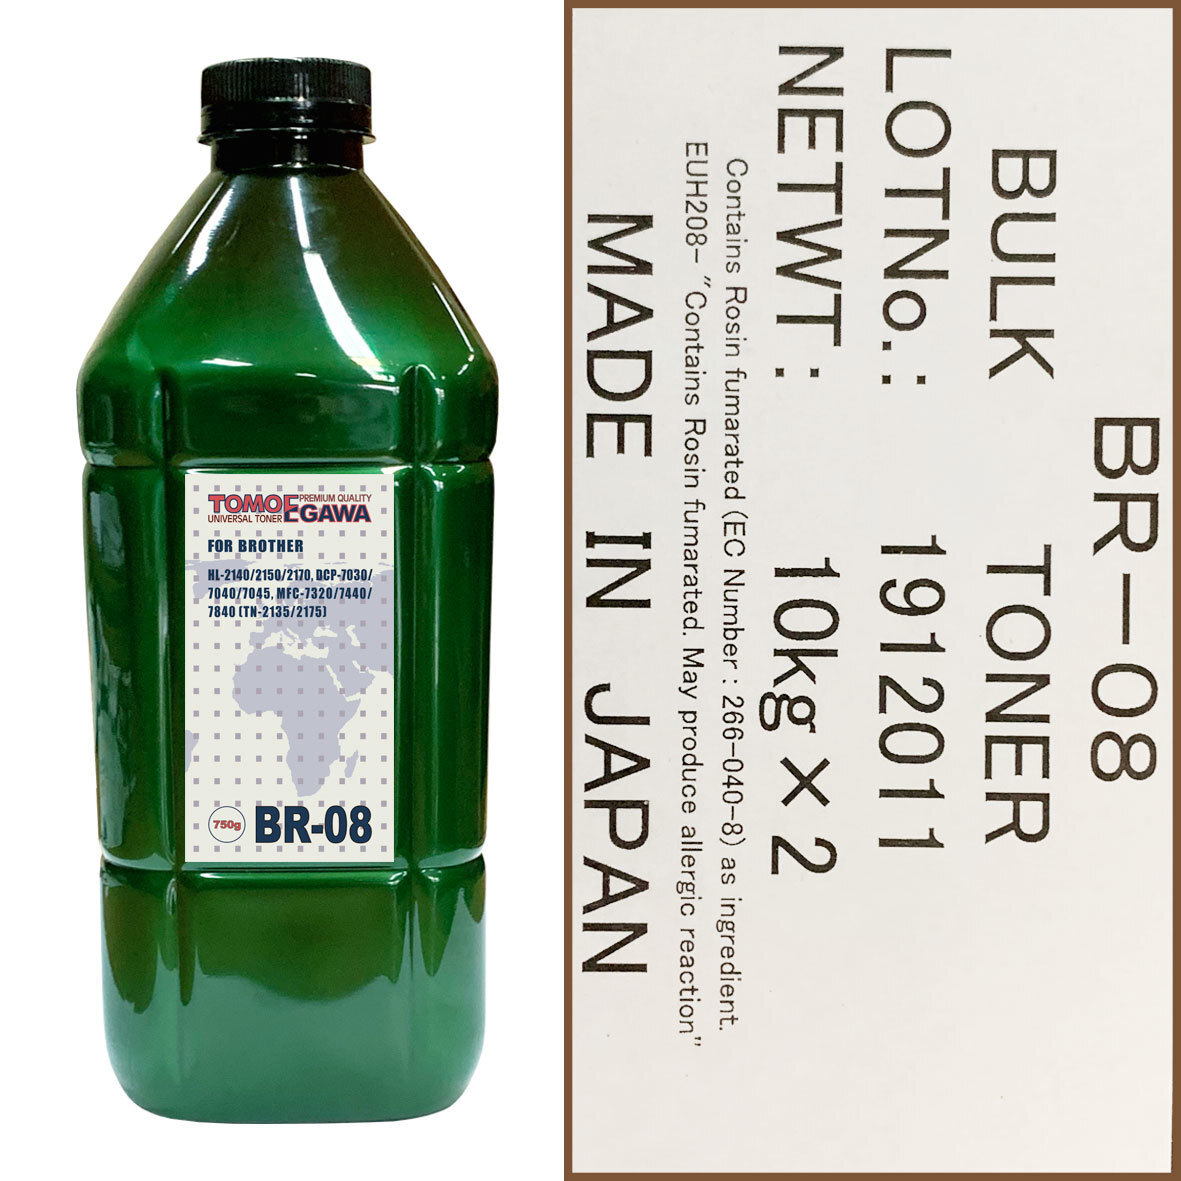 TOMOEGAWA
PREMIUM QUALITY
UNIVERSAL TONER
FOR BROTHER
HL-2140/2150/2170, DCP-7030/
7040/7045, MFC-7320/7440/
7840 (TN-2135/2175)
750g
BR-08
BR-08
BULK TONER
LOTNo.: 1912011
NETWT: 10kg×2
Contains Rosin fumarated (EC Number : 266-040-8) as ingredient.
EUH208- "Contains Rosin fumarated. May produce allergic reaction"
MADE IN JAPAN